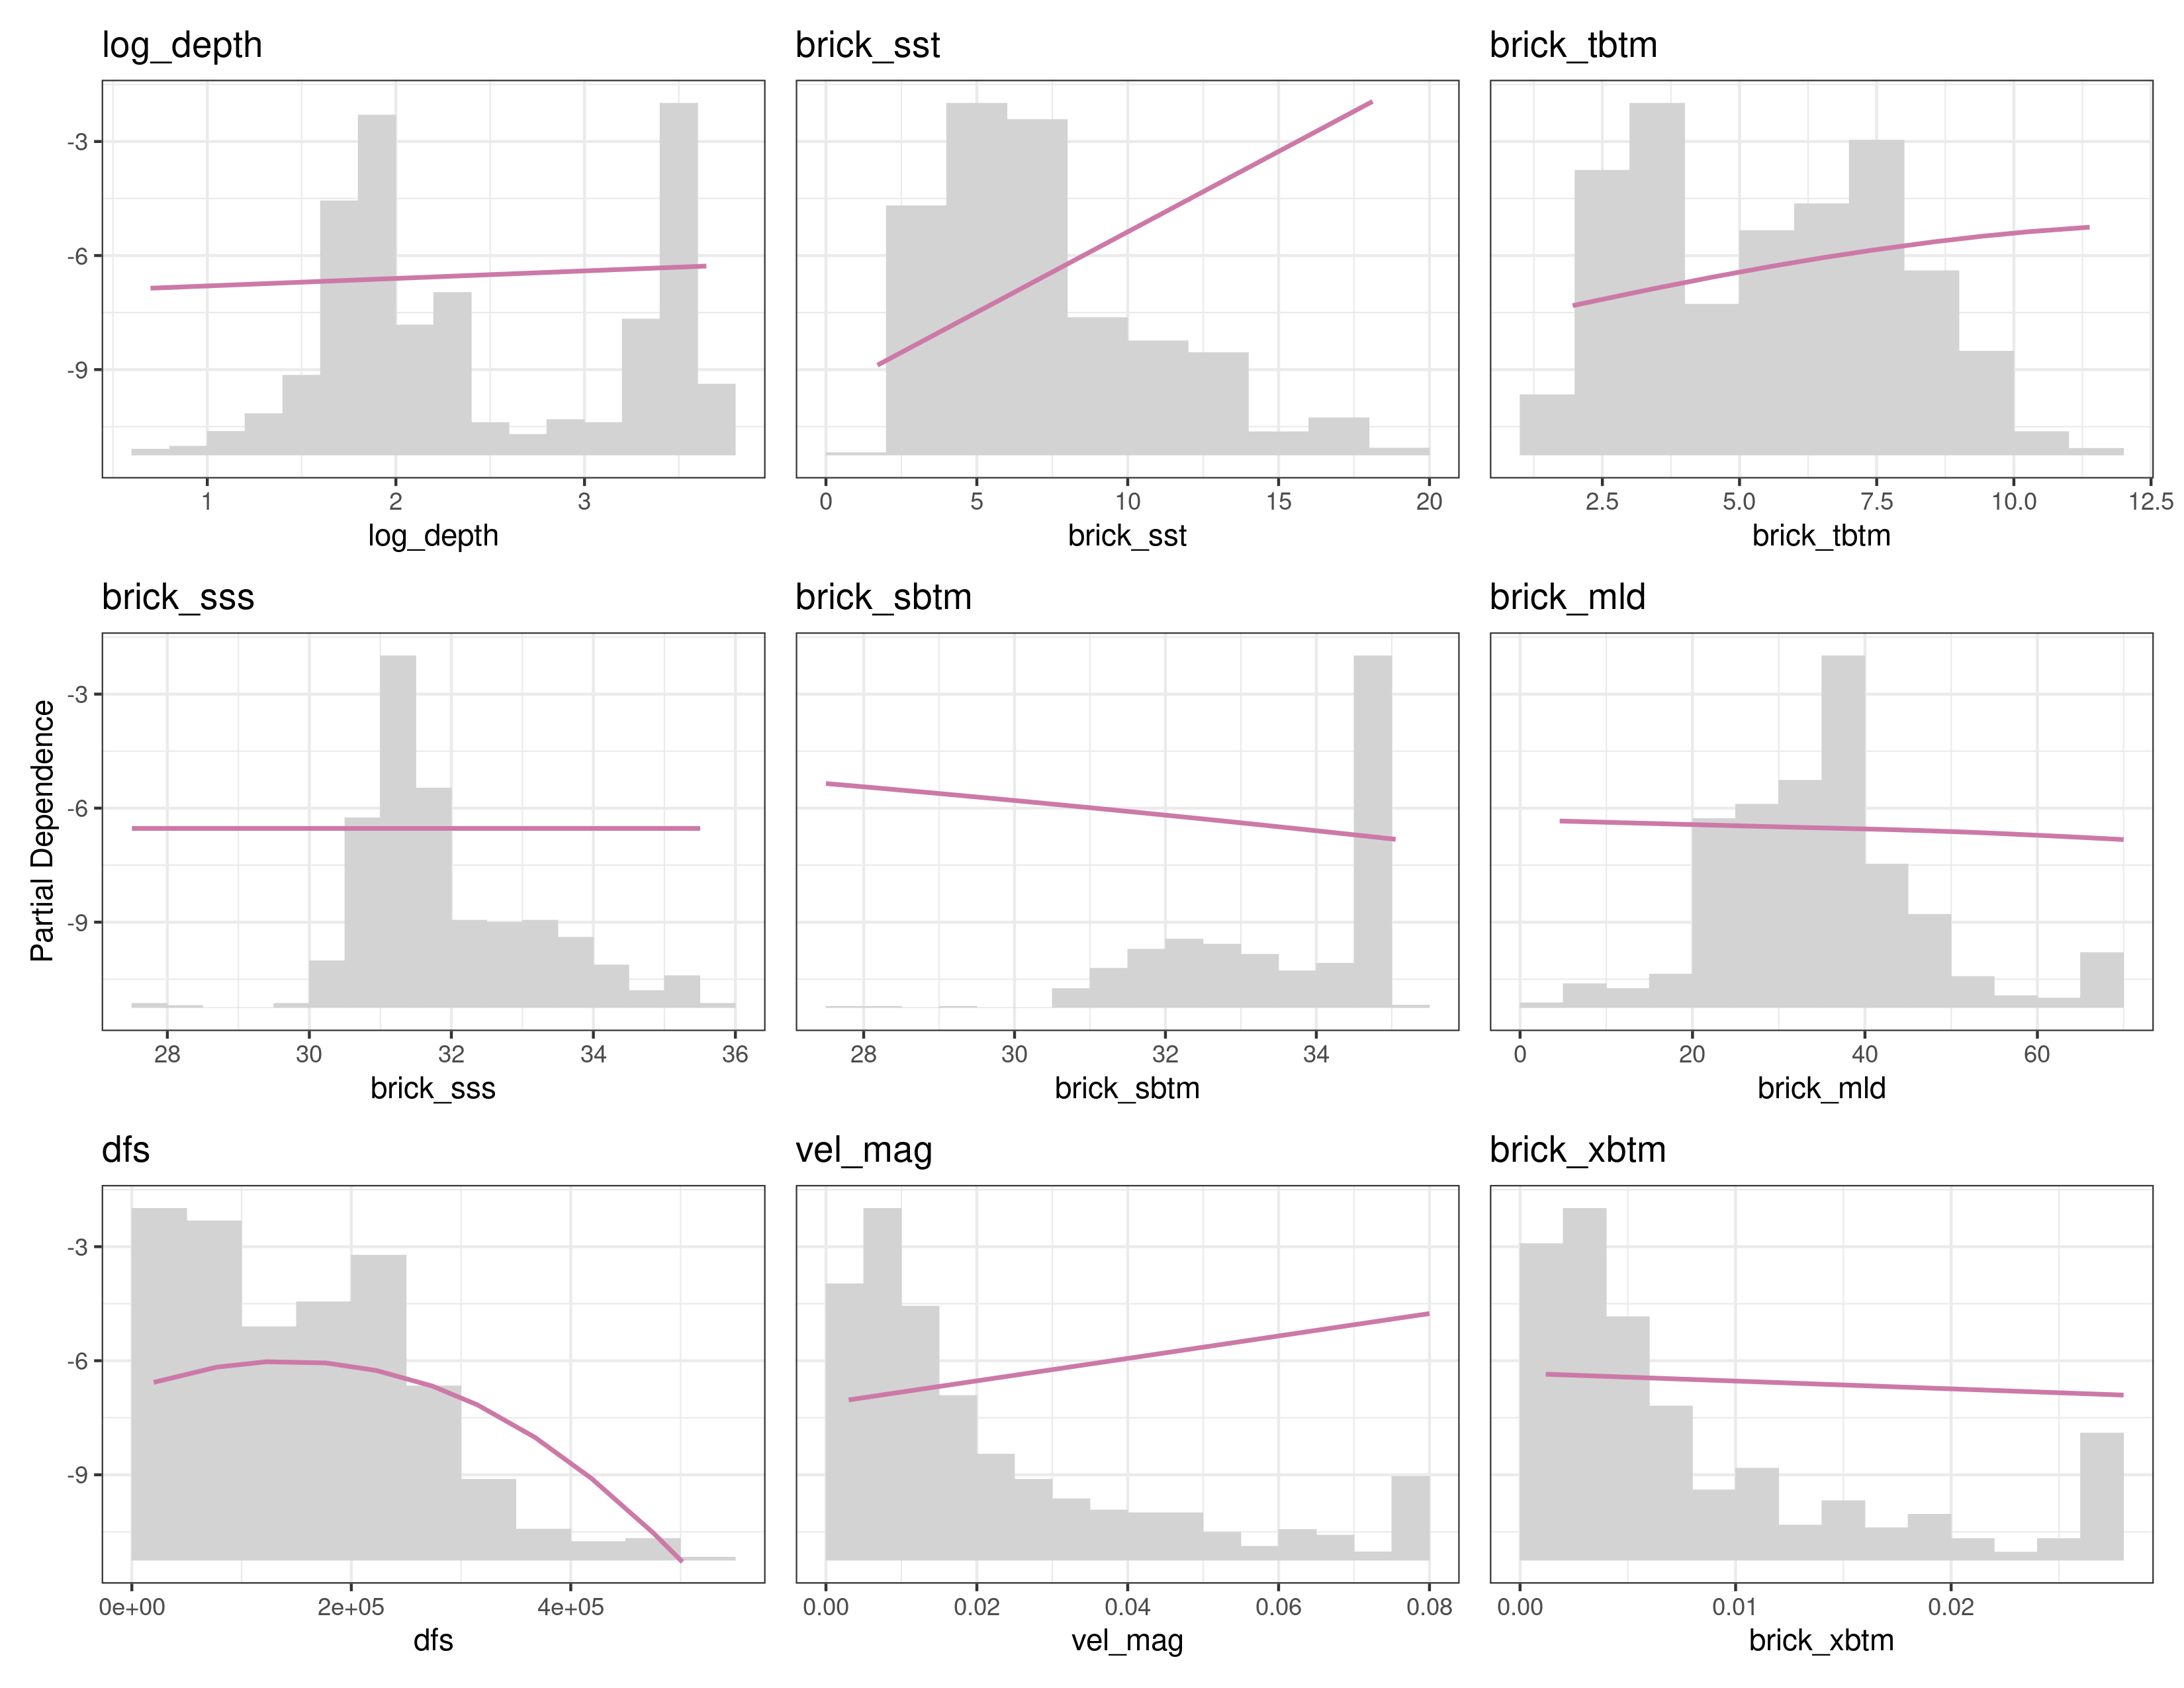 log_depth brick_sst brick_tbtm
-3
-6
-9
1 2 3 0 5 10 15 20 2.5 5.0 7.5 10.0 12.5
log_depth brick_sst brick_tbtm
brick_sss brick_sbtm brick_mld
Partial Dependence
-3
-6
-9
28 30 32 34 36 28 30 32 34 0 20 40 60
brick_sss brick_sbtm brick_mld
dfs vel_mag brick_xbtm
-3
-6
-9
0e+00 2e+05 4e+05 0.00 0.02 0.04 0.06 0.08 0.00 0.01 0.02
dfs vel_mag brick_xbtm